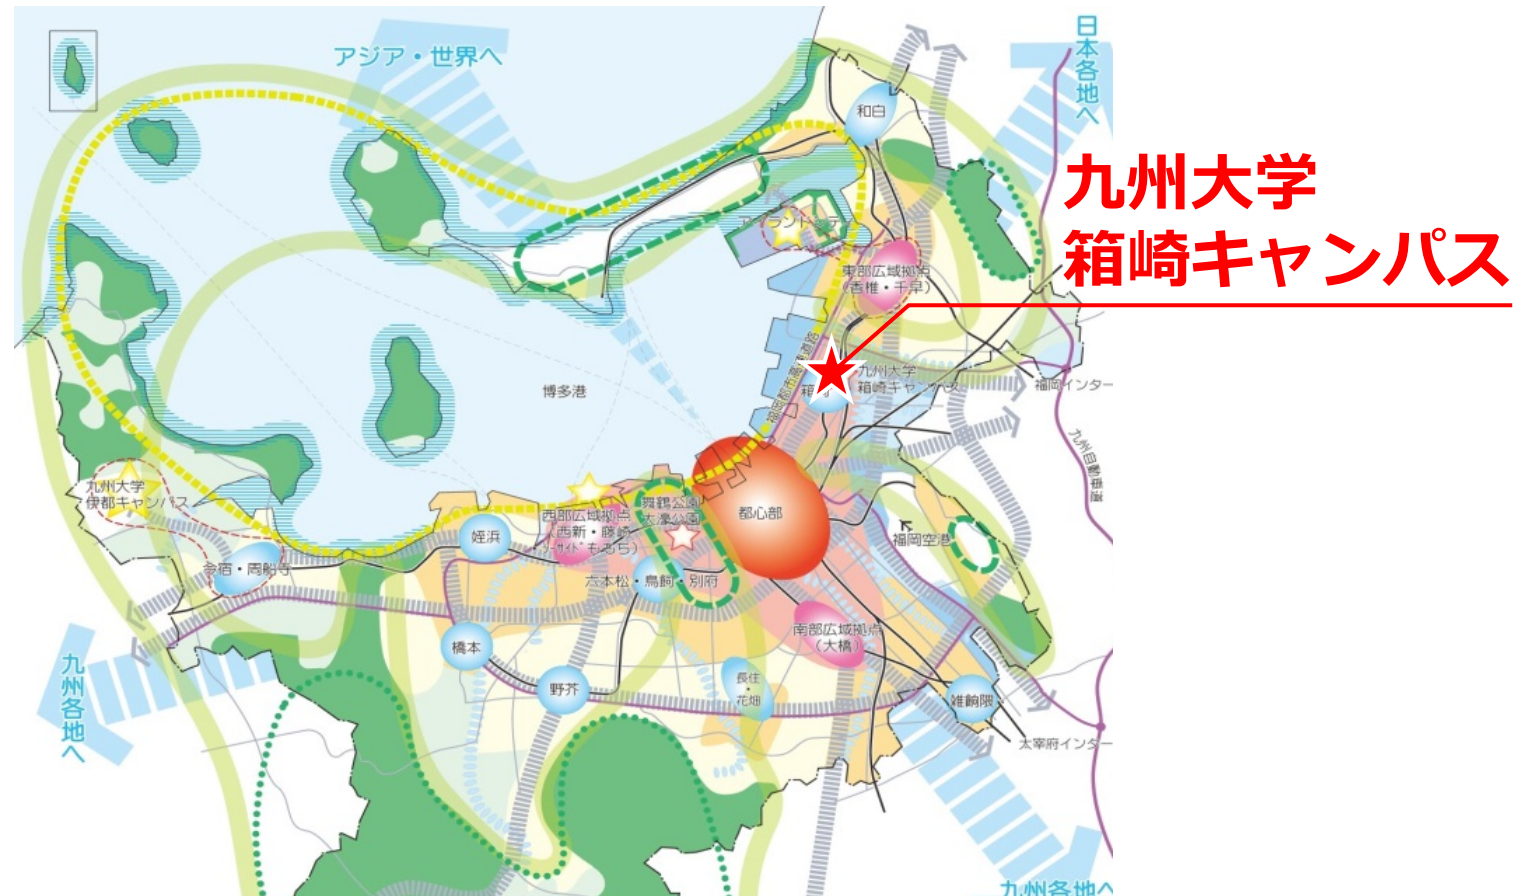 アジア・世界へ
日本各地へ
和白
九州大学
箱崎キャンパス
東部広域拠点
(香椎・千早)
福岡都市高速道路
九州大学
箱崎キャンパス
福岡インター
九州自動車道
博多港
九州大学
伊都キャンパス
西部広域拠点
(西新・藤崎
・シーサイドももち)
舞鶴公園
大濠公園
都心部
姪浜
福岡空港
今宿・周船寺
六本松・鳥飼・別府
南部広域拠点
(大橋)
橋本
九州各地へ
野芥
長住
・
花畑
雑餉隈
太宰府インター
九州各地へ